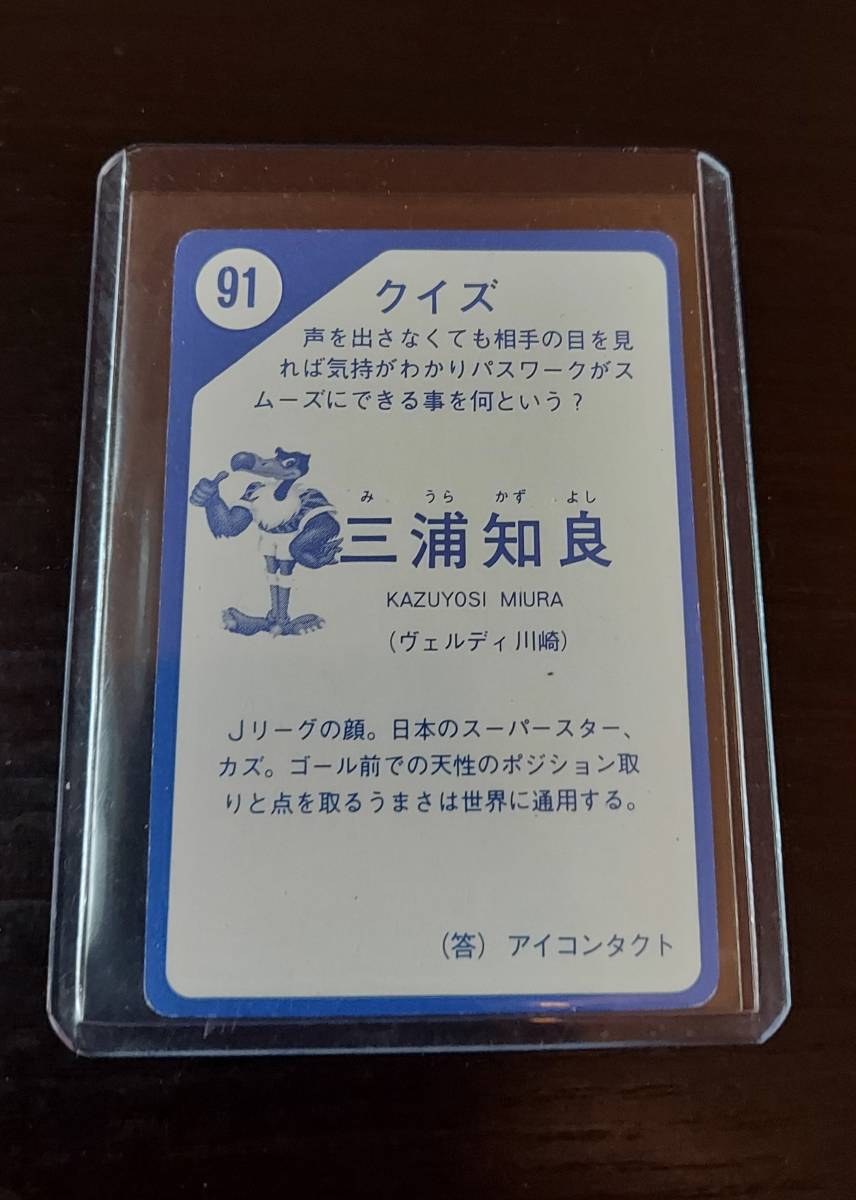 91
クイズ
声を出さなくても相手の目を見
れば気持がわかりパスワークがス
ムーズにできる事を何という？
み うら かず よし
三浦知良
KAZUYOSI MIURA
(ヴェルディ川崎)
Jリーグの顔。日本のスーパースター、
カズ。ゴール前での天性のポジション取
りと点を取るうまさは世界に通用する。
(答) アイコンタクト